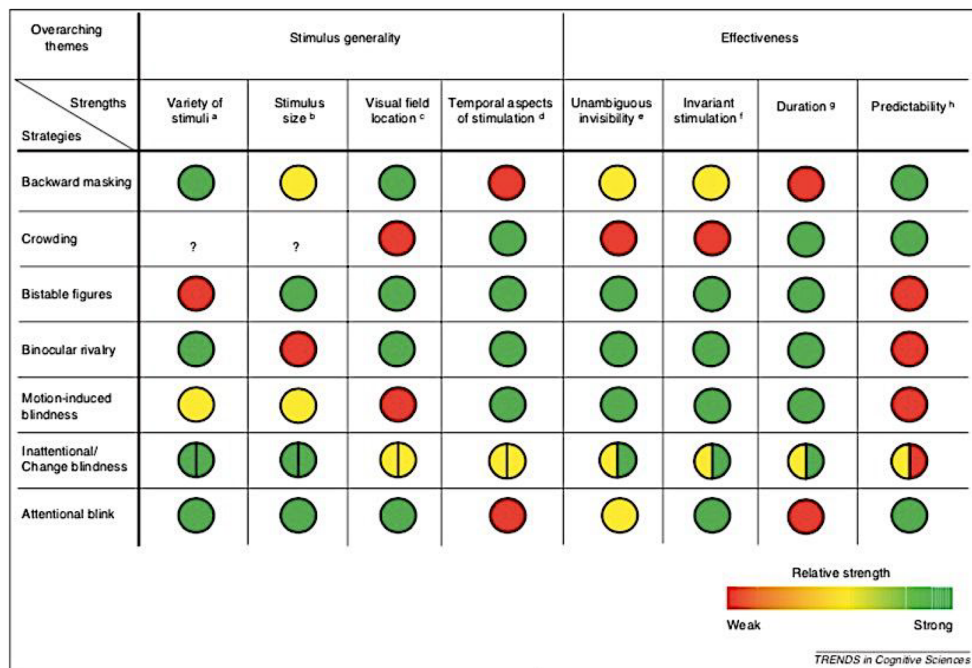 Overarching
themes
Stimulus generality
Effectiveness
Strengths
Strategies
Variety of
stimuli a
Stimulus
size b
Visual field
location c
Temporal aspects
of stimulation d
Unambiguous
invisibility e
Invariant
stimulation f
Duration g
Predictability h
Backward masking
Crowding
?
?
Bistable figures
Binocular rivalry
Motion-induced
blindness
Inattentional/
Change blindness
Attentional blink
Relative strength
Weak
Strong
TRENDS in Cognitive Sciences